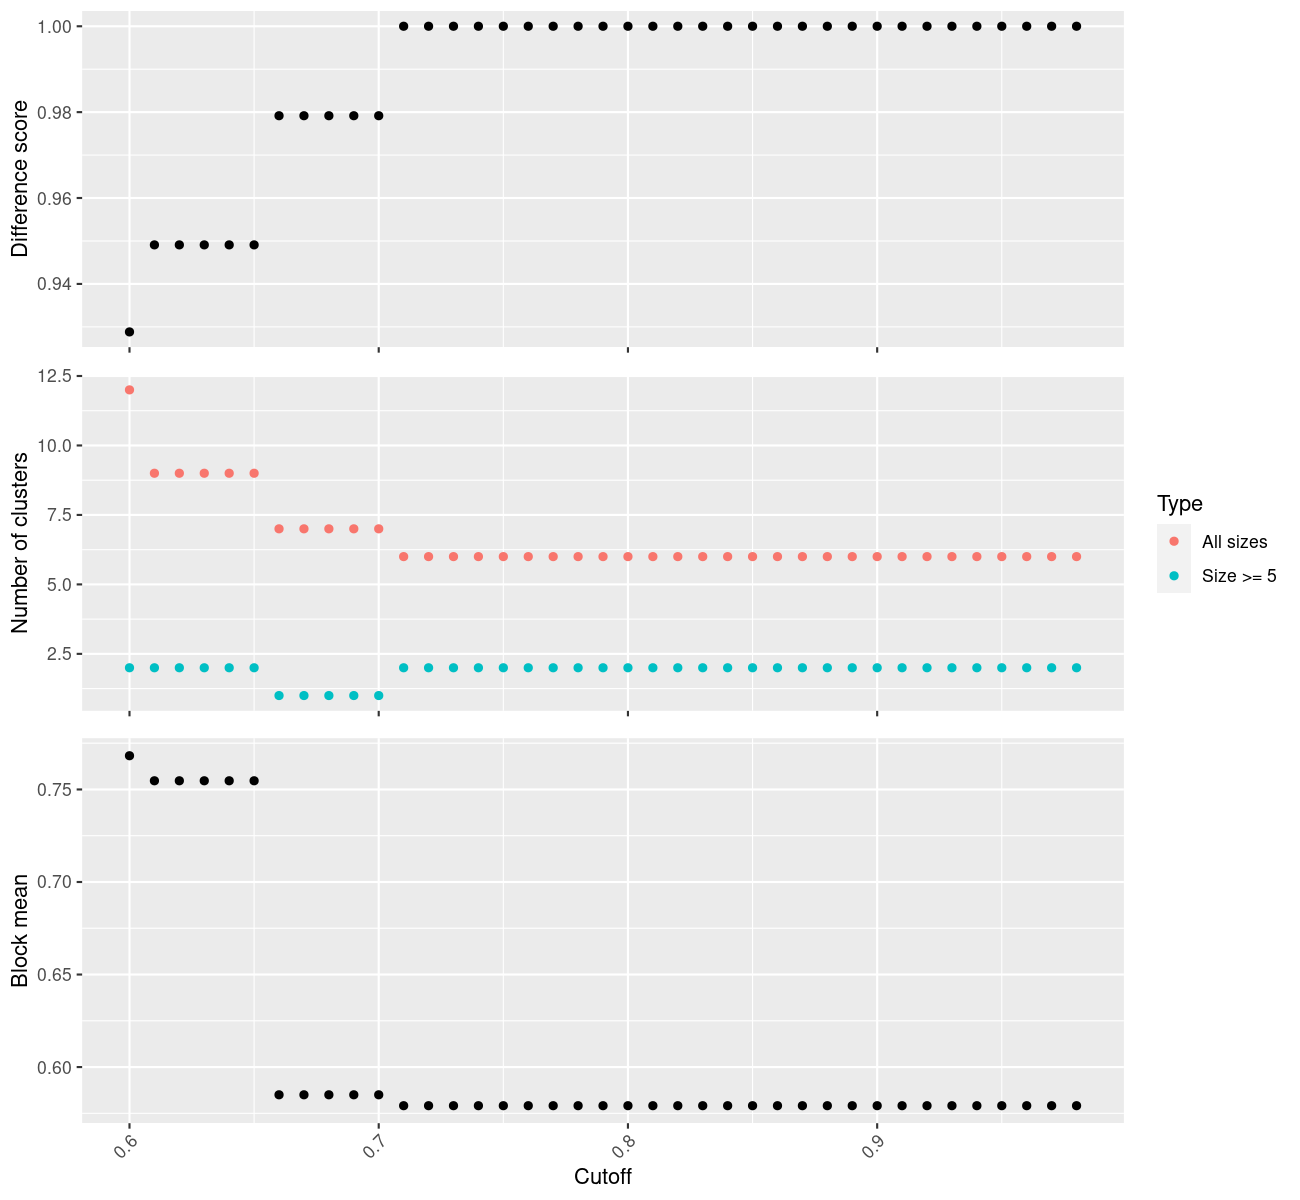 1.00
0.98
0.96
0.94
Difference score
12.5
10.0
7.5
5.0
2.5
Number of clusters
Type
All sizes
Size >= 5
0.75
0.70
0.65
0.60
Block mean
0.6
0.7
0.8
0.9
Cutoff